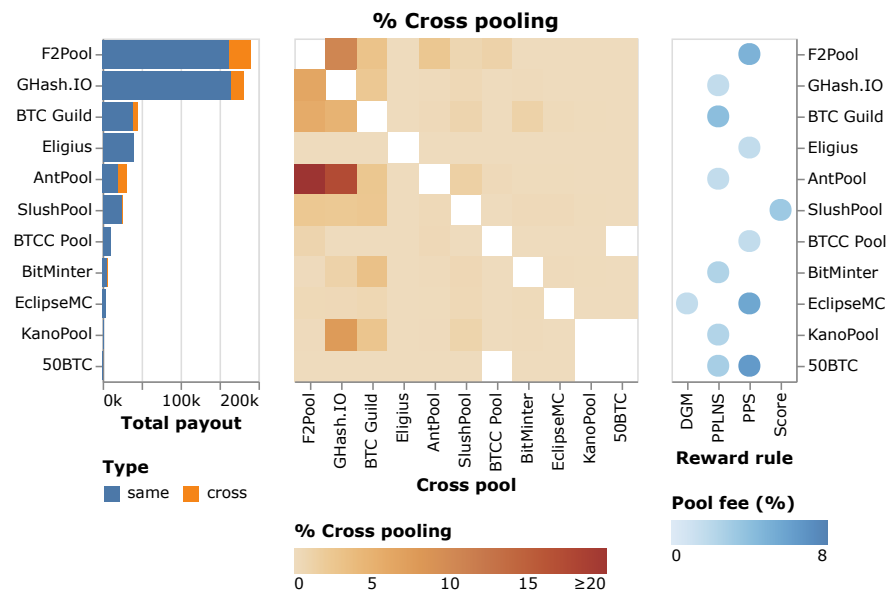 % Cross pooling
F2Pool
GHash.IO
BTC Guild
Eligius
AntPool
SlushPool
BTCC Pool
BitMinter
EclipseMC
KanoPool
50BTC
0k
100k
200k
Total payout
Type
same
cross
F2Pool
GHash.IO
BTC Guild
Eligius
AntPool
SlushPool
BTCC Pool
BitMinter
EclipseMC
KanoPool
50BTC
Cross pool
% Cross pooling
0
5
10
15
≥20
F2Pool
GHash.IO
BTC Guild
Eligius
AntPool
SlushPool
BTCC Pool
BitMinter
EclipseMC
KanoPool
50BTC
DGM
PPLNS
PPS
Score
Reward rule
Pool fee (%)
0
8